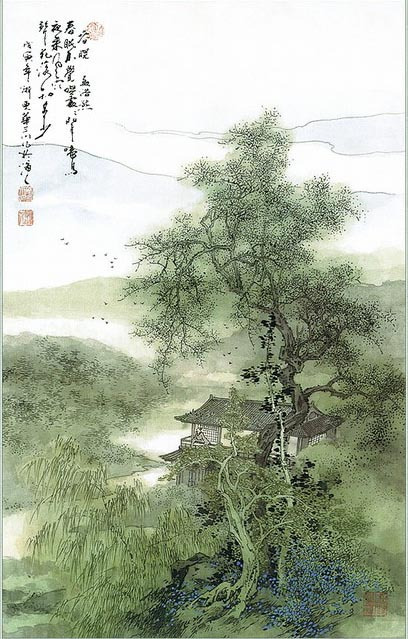 春曉 孟浩然
春眠不覺曉處處聞啼鳥
夜來風雨
聲花落知多少
戊寅年